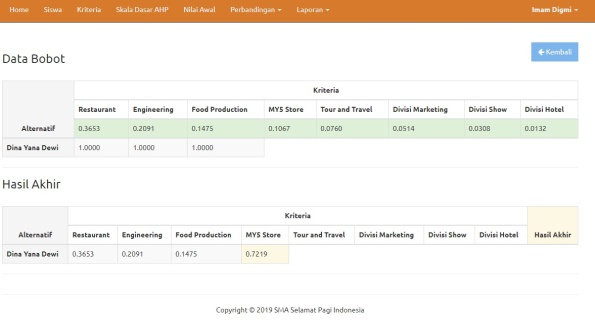 Home Siswa Kriteria Skala Dasar AHP Nilai Awal Perbandingan Laporan Imam Digmi
Data Bobot
Kembali
Kriteria
Restaurant Engineering Food Production MY5 Store Tour and Travel Divisi Marketing Divisi Show Divisi Hotel
Alternatif 0.3653 0.2091 0.1475 0.1067 0.0760 0.0514 0.0308 0.0132
Dina Yana Dewi 1.0000 1.0000 1.0000
Hasil Akhir
Kriteria
Alternatif Restaurant Engineering Food Production MY5 Store Tour and Travel Divisi Marketing Divisi Show Divisi Hotel Hasil Akhir
Dina Yana Dewi 0.3653 0.2091 0.1475 0.7219
Copyright © 2019 SMA Selamat Pagi Indonesia